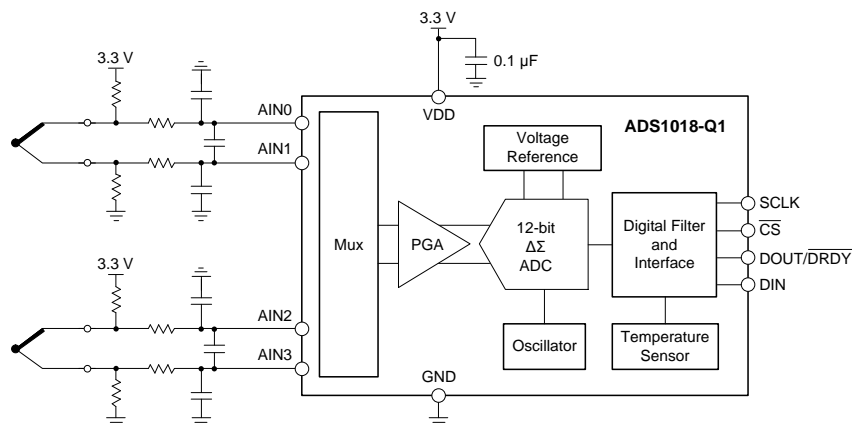 3.3 V
0.1 µF
3.3 V
AIN0
VDD
ADS1018-Q1
Voltage
Reference
AIN1
Mux
PGA
12-bit
ΔΣ
ADC
Digital Filter
and
Interface
SCLK
CS
DOUT/DRDY
DIN
3.3 V
AIN2
Oscillator
Temperature
Sensor
AIN3
GND